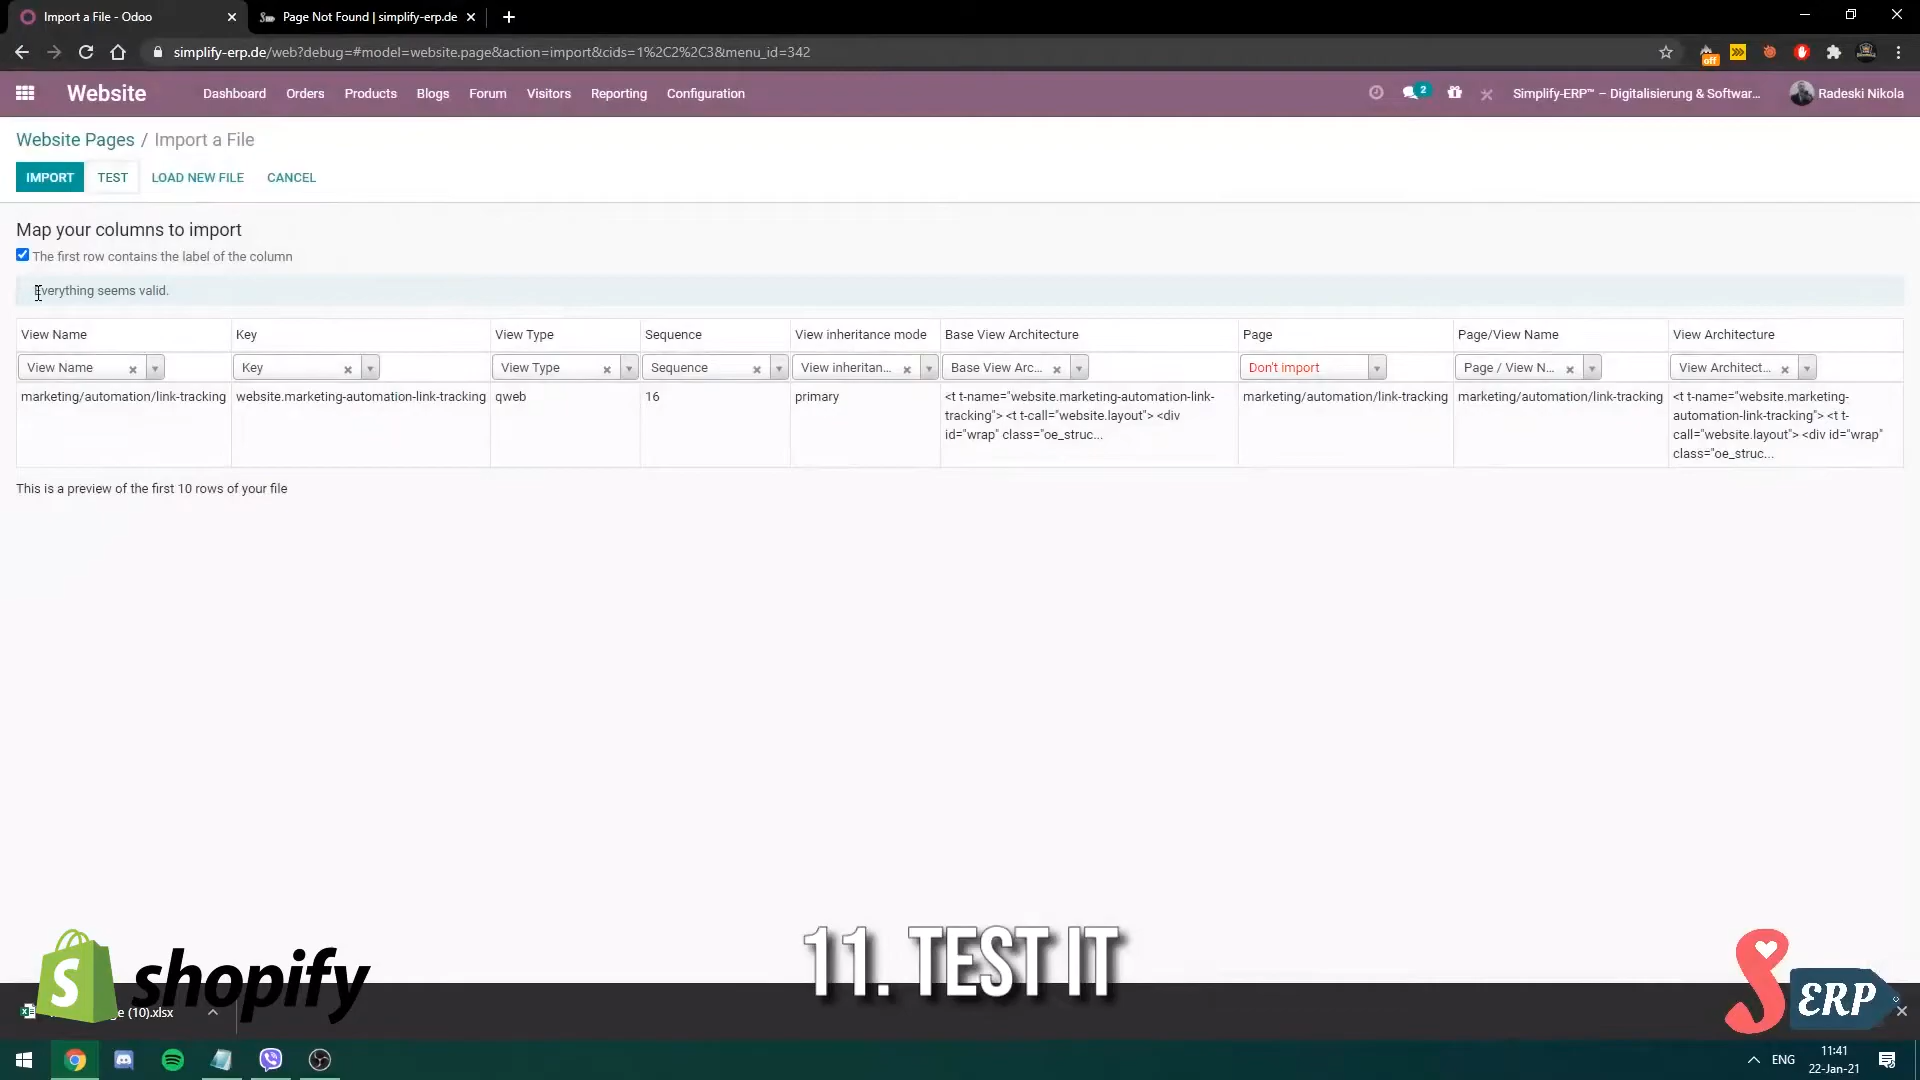 Import a File - Odoo
Page Not Found | simplify-erp.de
simplify-erp.de/web?debug=#model=website.page&action=import&cids=1%2C2%2C3&menu_id=342
off
Website
Dashboard
Orders
Products
Blogs
Forum
Visitors
Reporting
Configuration
2
Simplify-ERP™ – Digitalisierung & Softwar...
Radeski Nikola
Website Pages / Import a File
IMPORT
TEST
LOAD NEW FILE
CANCEL
Map your columns to import
The first row contains the label of the column
Everything seems valid.
View Name
Key
View Type
Sequence
View inheritance mode
Base View Architecture
Page
Page/View Name
View Architecture
View Name
Key
View Type
Sequence
View inheritan...
Base View Arc...
Don't import
Page / View N...
View Architect...
marketing/automation/link-tracking
website.marketing-automation-link-tracking
qweb
16
primary
<t t-name="website.marketing-automation-link-
tracking"> <t t-call="website.layout"> <div
id="wrap" class="oe_struc...
marketing/automation/link-tracking
marketing/automation/link-tracking
<t t-name="website.marketing-
automation-link-tracking"> <t t-
call="website.layout"> <div id="wrap"
class="oe_struc...
This is a preview of the first 10 rows of your file
shopify
11. TEST IT
S ERP
(10).xlsx
ENG
11:41
22-Jan-21